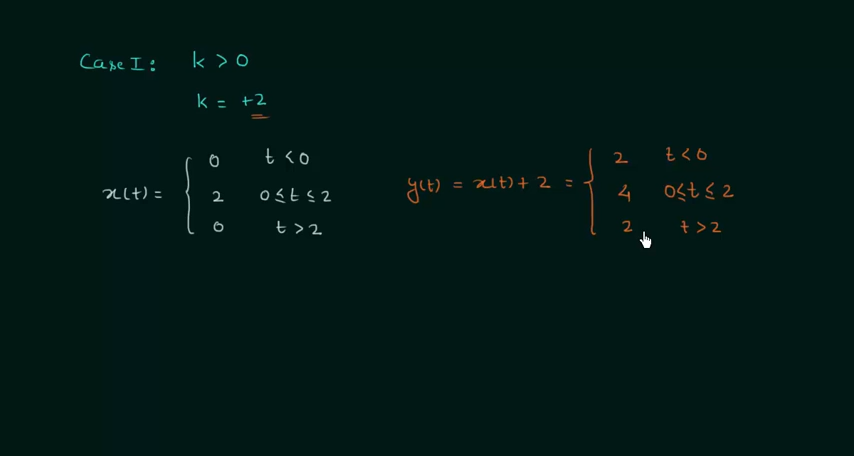 Case I: k > 0
k = +2
x(t) = { 0 t < 0
2 0 ≤ t ≤ 2
0 t > 2
y(t) = x(t) + 2 = { 2 t < 0
4 0 ≤ t ≤ 2
2 t > 2